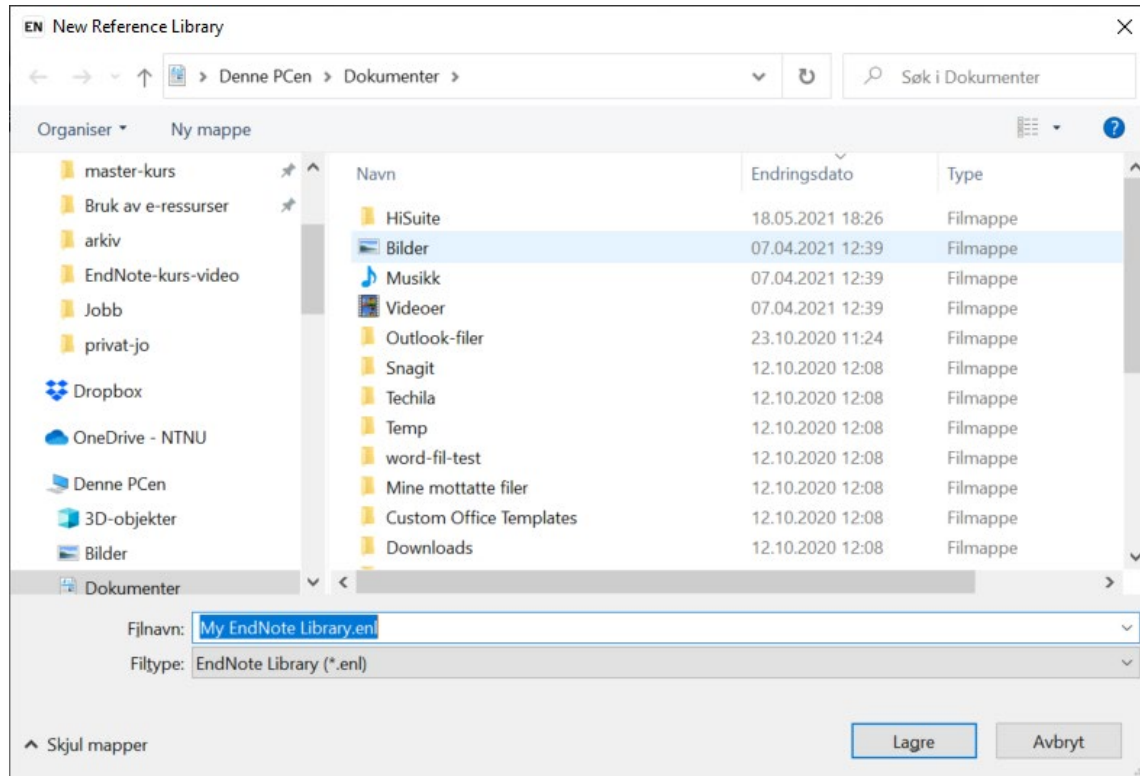 EN New Reference Library
Denne PCen > Dokumenter >
Søk i Dokumenter
Organiser
Ny mappe
master-kurs
Bruk av e-ressurser
arkiv
EndNote-kurs-video
Jobb
privat-jo
Dropbox
OneDrive - NTNU
Denne PCen
3D-objekter
Bilder
Dokumenter
Navn Endringsdato Type
HiSuite 18.05.2021 18:26 Filmappe
Bilder 07.04.2021 12:39 Filmappe
Musikk 07.04.2021 12:39 Filmappe
Videoer 07.04.2021 12:39 Filmappe
Outlook-filer 23.10.2020 11:24 Filmappe
Snagit 12.10.2020 12:08 Filmappe
Techila 12.10.2020 12:08 Filmappe
Temp 12.10.2020 12:08 Filmappe
word-fil-test 12.10.2020 12:08 Filmappe
Mine mottatte filer 12.10.2020 12:08 Filmappe
Custom Office Templates 12.10.2020 12:08 Filmappe
Downloads 12.10.2020 12:08 Filmappe
Filnavn: My EndNote Library.enl
Filtype: EndNote Library (*.enl)
Skjul mapper
Lagre
Avbryt